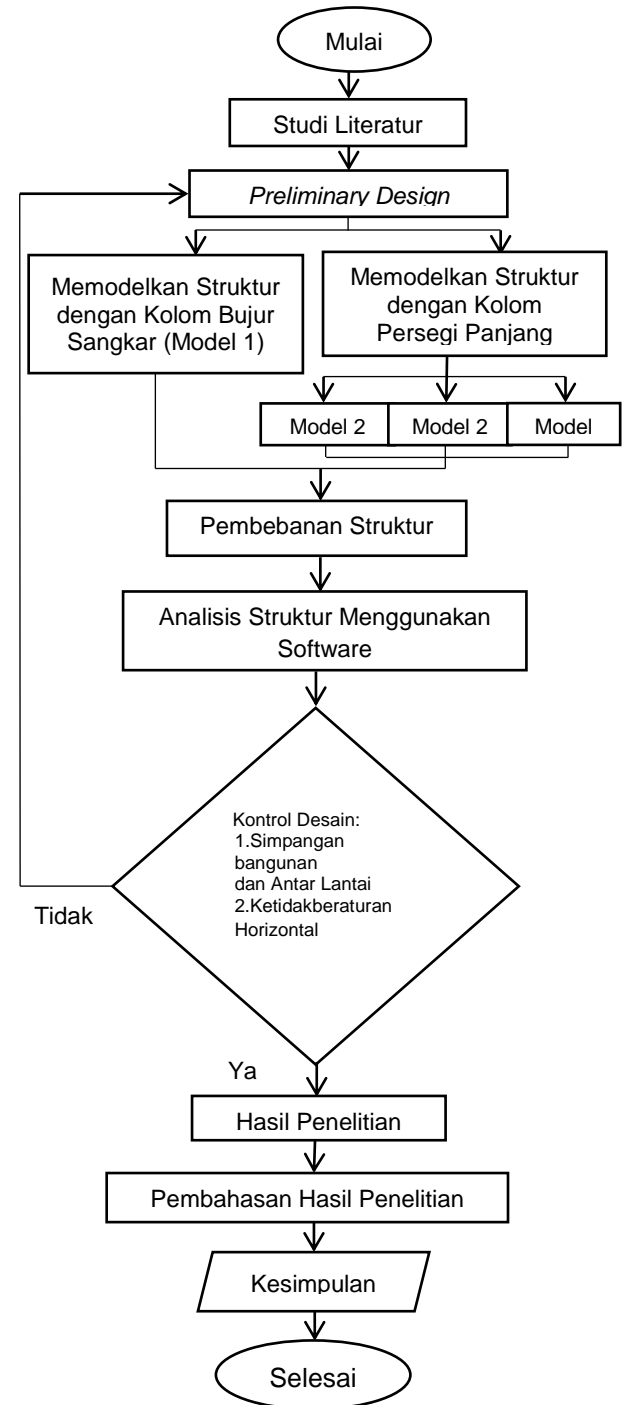 Mulai
Studi Literatur
Preliminary Design
Memodelkan Struktur
dengan Kolom Bujur
Sangkar (Model 1)
Memodelkan Struktur
dengan Kolom
Persegi Panjang
Model 2
Model 2
Model
Pembebanan Struktur
Analisis Struktur Menggunakan
Software
Kontrol Desain:
1.Simpangan
bangunan
dan Antar Lantai
2.Ketidakberaturan
Horizontal
Tidak
Ya
Hasil Penelitian
Pembahasan Hasil Penelitian
Kesimpulan
Selesai